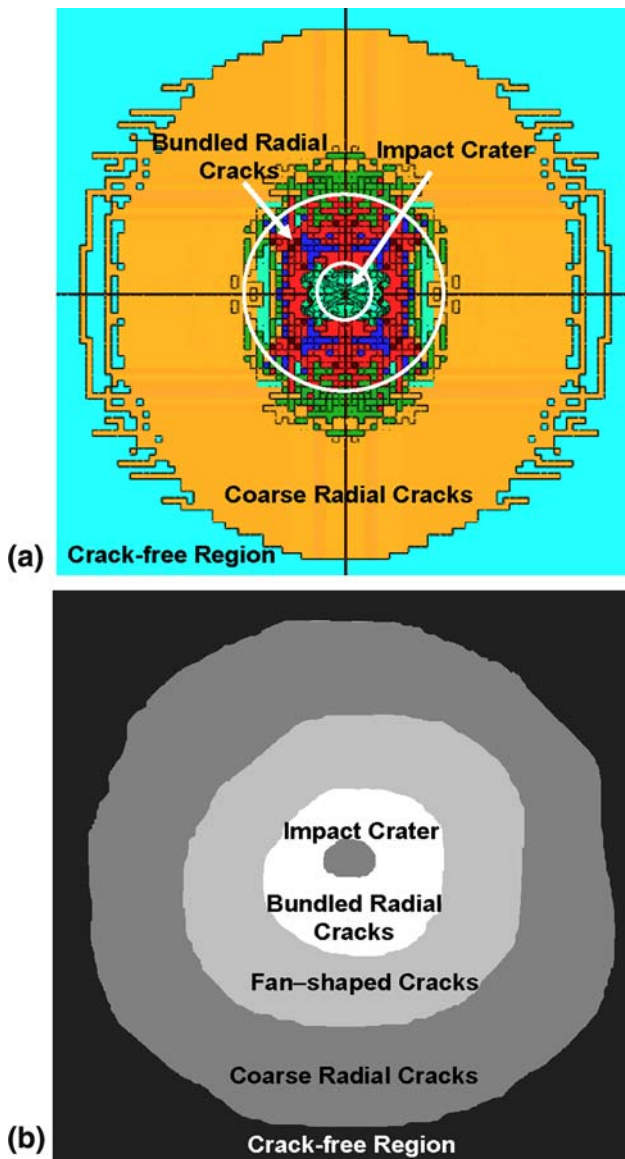 Bundled Radial
Cracks
Impact Crater
Coarse Radial Cracks
Crack-free Region
(a)
Impact Crater
Bundled Radial
Cracks
Fan–shaped Cracks
Coarse Radial Cracks
Crack-free Region
(b)